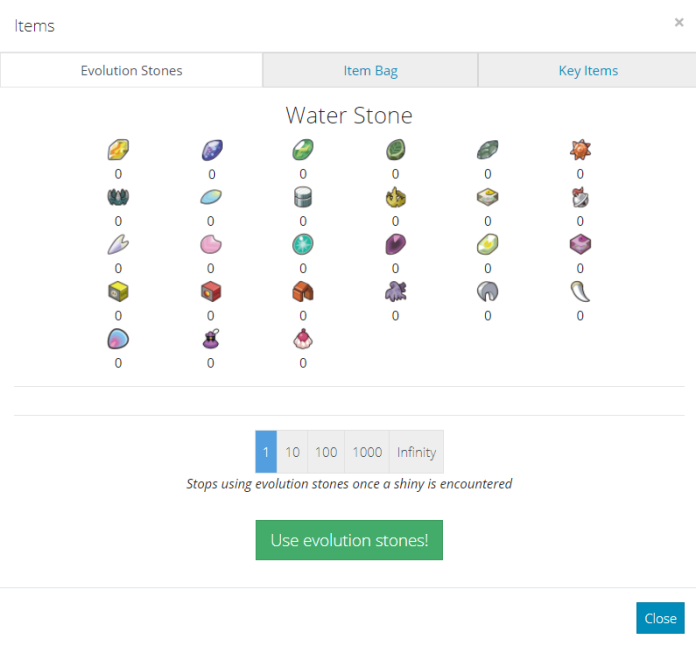 Items ×
Evolution Stones Item Bag Key Items
Water Stone
0 0 0 0 0 0
0 0 0 0 0 0
0 0 0 0 0 0
0 0 0 0 0 0
0 0 0
1 10 100 1000 Infinity
Stops using evolution stones once a shiny is encountered
Use evolution stones!
Close